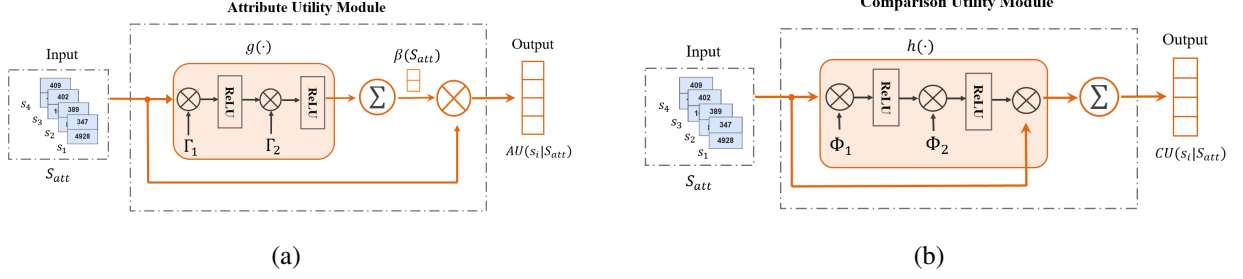 Attribute Utility Module
Input
409
402
389
347
4928
s₄
s₃
s₂
s₁
S_att
g(·)
ReLU
ReLU
Γ₁
Γ₂
Σ
β(S_att)
Output
AU(s_i|S_att)
(a)
Comparison Utility Module
Input
409
402
389
347
4928
s₄
s₃
s₂
s₁
S_att
h(·)
ReLU
ReLU
Φ₁
Φ₂
Σ
Output
CU(s_i|S_att)
(b)